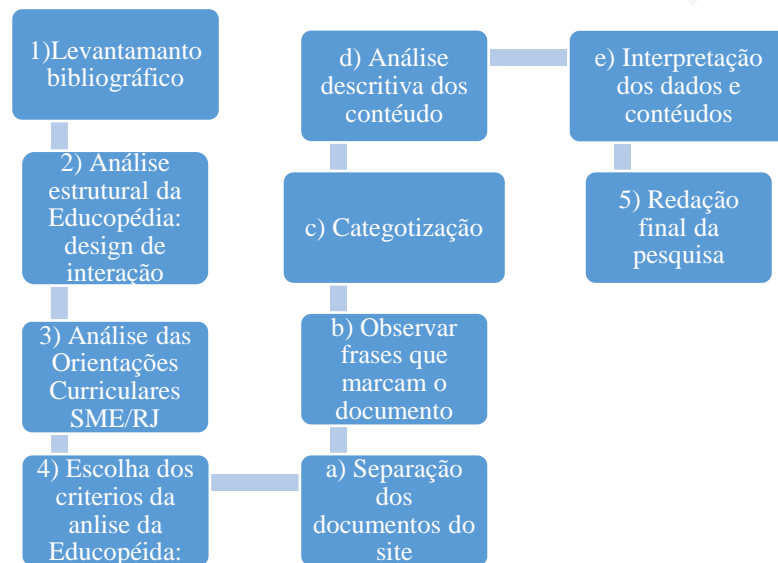 1)Levantamanto
bibliográfico
2) Análise
estrutural da
Educopédia:
design de
interação
3) Análise das
Orientações
Curriculares
SME/RJ
4) Escolha dos
criterios da
anlise da
Educopéida:
a) Separação
dos
documentos do
site
b) Observar
frases que
marcam o
documento
c) Categotização
d) Análise
descritiva dos
contéudo
e) Interpretação
dos dados e
contéudos
5) Redação
final da
pesquisa